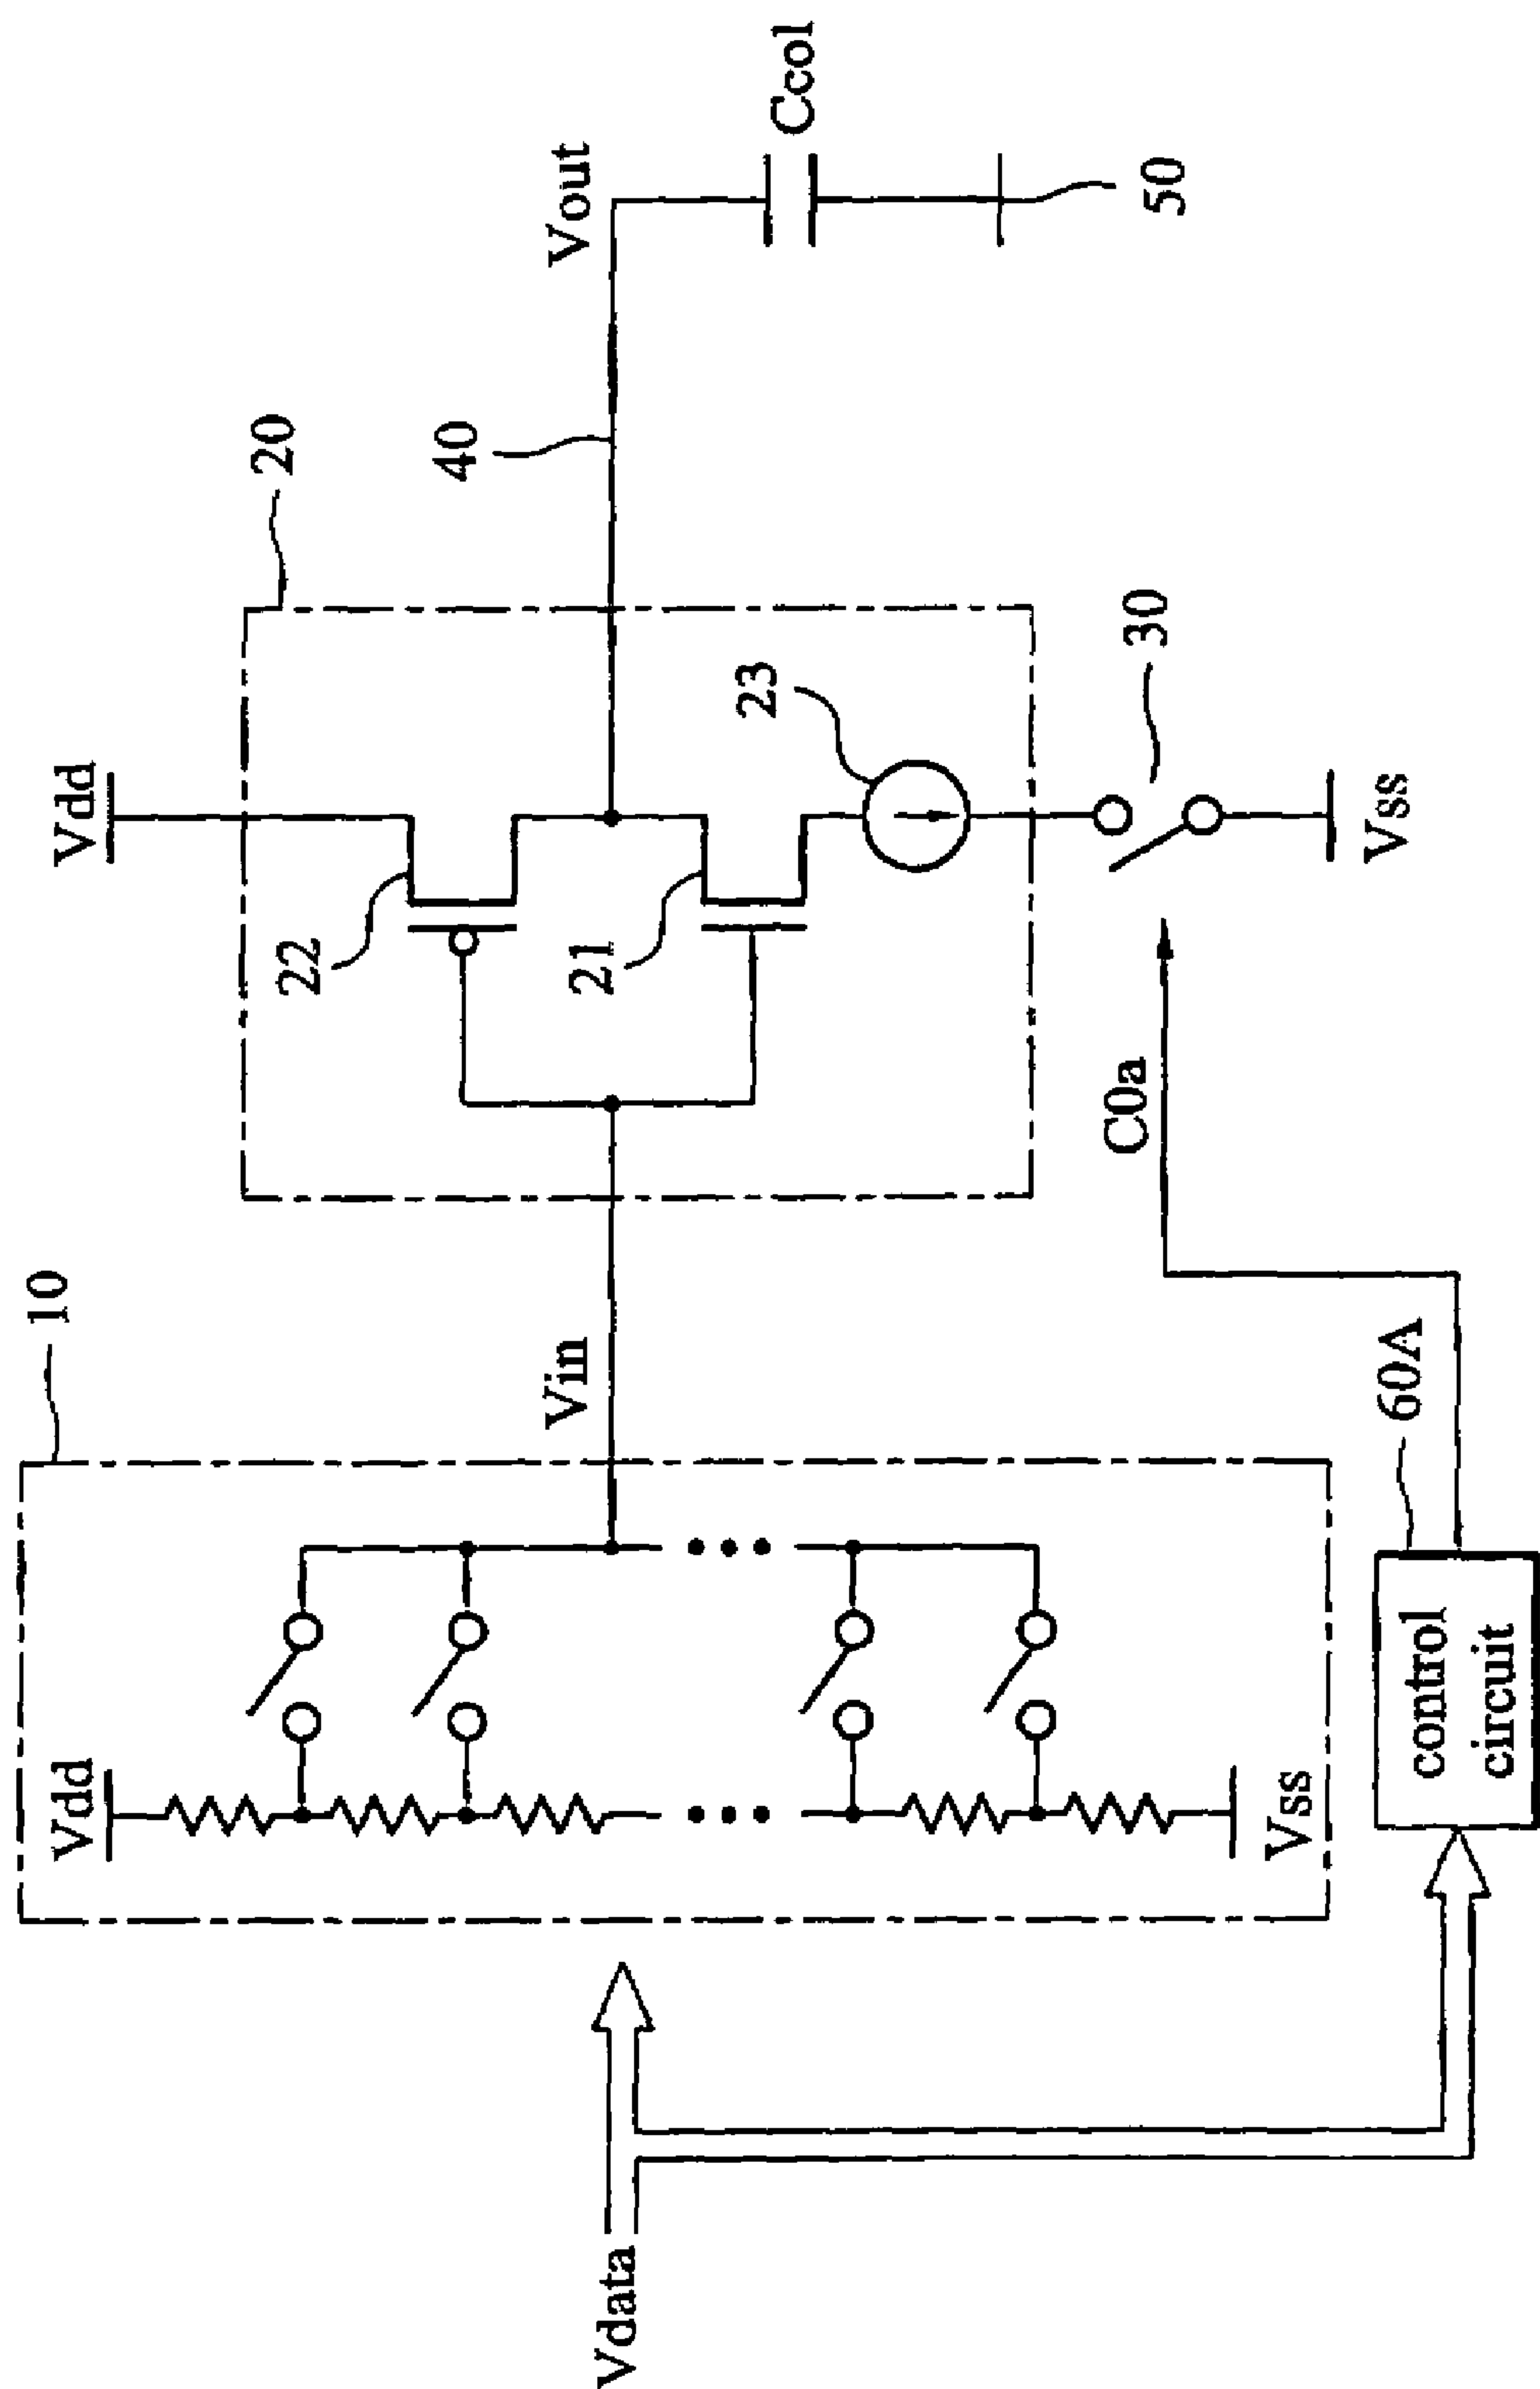 Vdata
10
Vdd
Vss
control
circuit
60A
Vin
C0a
20
Vdd
22
21
23
30
Vss
40
Vout
Ccol
50